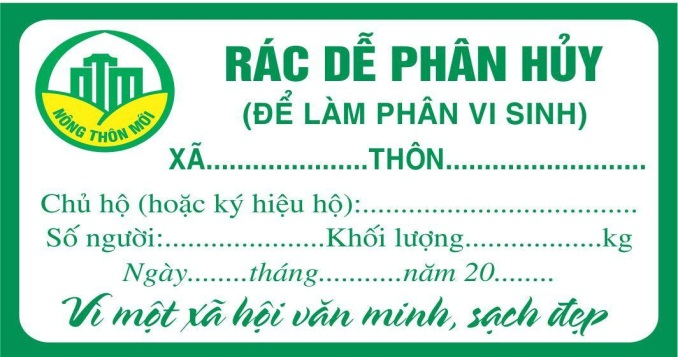 NTM
NÔNG THÔN MỚI
RÁC DỄ PHÂN HỦY
(ĐỂ LÀM PHÂN VI SINH)
XÃ.....................THÔN..........................
Chủ hộ (hoặc ký hiệu hộ):...................................
Số người:.....................Khối lượng..................kg
Ngày........tháng............năm 20........
Vì một xã hội văn minh, sạch đẹp